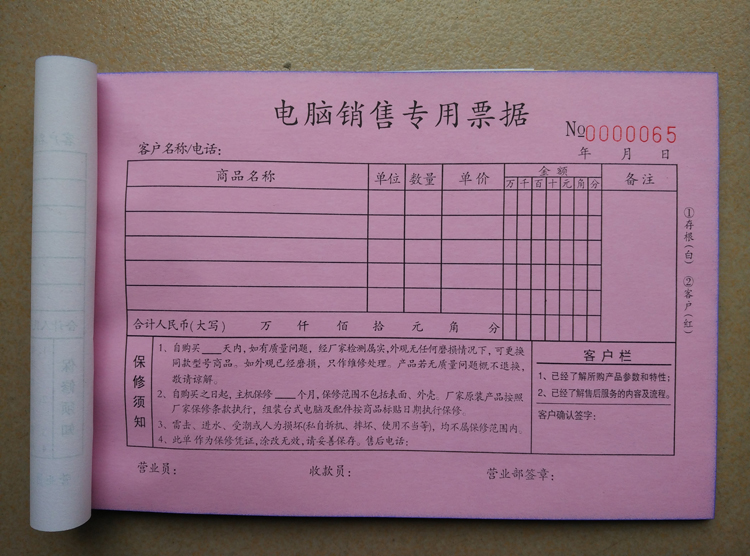 电脑销售专用票据
№0000065
客户名称/电话： 年 月 日
商品名称 单位 数量 单价 金额 备注
万 千 百 十 元 角 分
合计人民币(大写) 万 仟 佰 拾 元 角 分
保修须知
1、自购买___天内，如有质量问题，经厂家检测属实，外观无任何磨损情况下，可更换
同款型号商品。如外观已经磨损，只作维修处理。产品若无质量问题慨不退换，
敬请谅解。
2、自购买之日起，主机保修___个月，保修范围不包括表面、外壳。厂家原装产品按照
厂家保修条款执行，组装台式电脑及配件按商品标贴日期执行保修。
3、雷击、进水、受潮或人为损坏(私自拆机、摔坏、使用不当等)，均不属保修范围内。
4、此单作为保修凭证，涂改无效，请妥善保存。售后电话：
客户栏
1、已经了解所购产品参数和特性；
2、已经了解售后服务的内容及流程。
客户确认签字：
①存根(白) ②客户(红)
营业员： 收款员： 营业部签章：